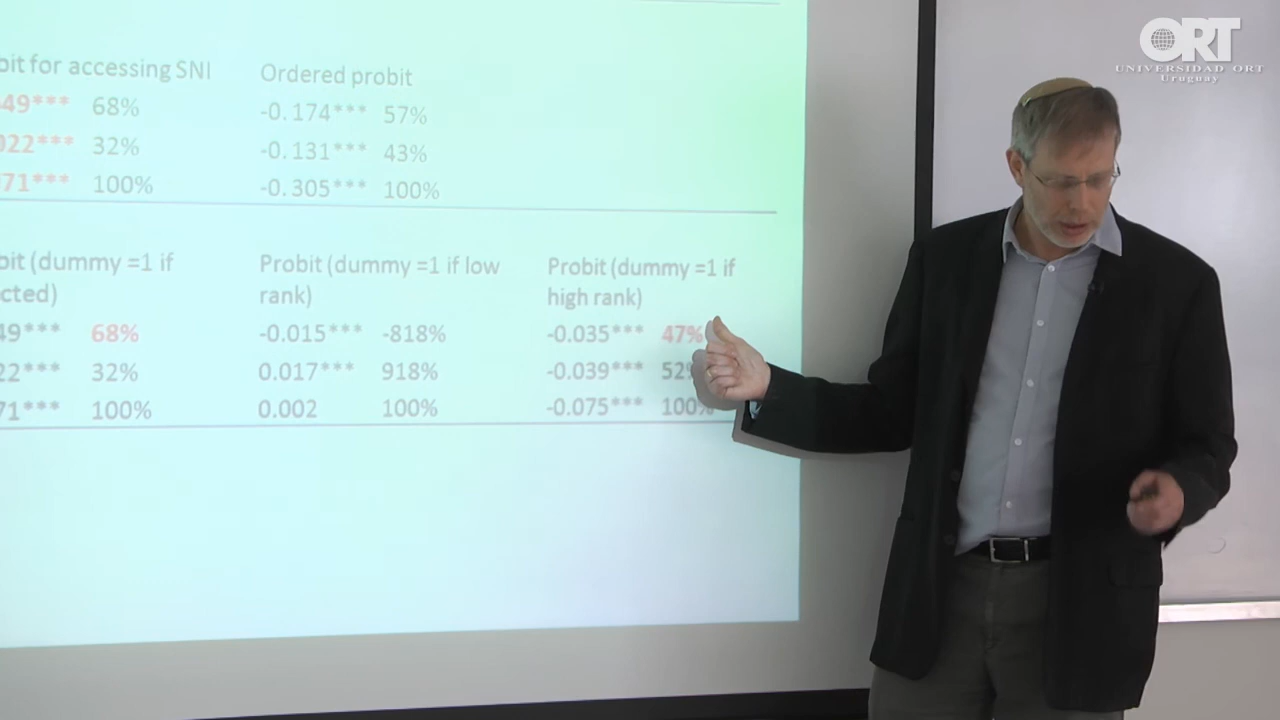 ORT
UNIVERSIDAD ORT
Uruguay
bit for accessing SNI Ordered probit
49*** 68% -0.174*** 57%
022*** 32% -0.131*** 43%
71*** 100% -0.305*** 100%
bit (dummy =1 if Probit (dummy =1 if low Probit (dummy =1 if
cted) rank) high rank)
49*** 68% -0.015*** -818% -0.035*** 47%
22*** 32% 0.017*** 918% -0.039*** 52
71*** 100% 0.002 100% -0.075*** 100%